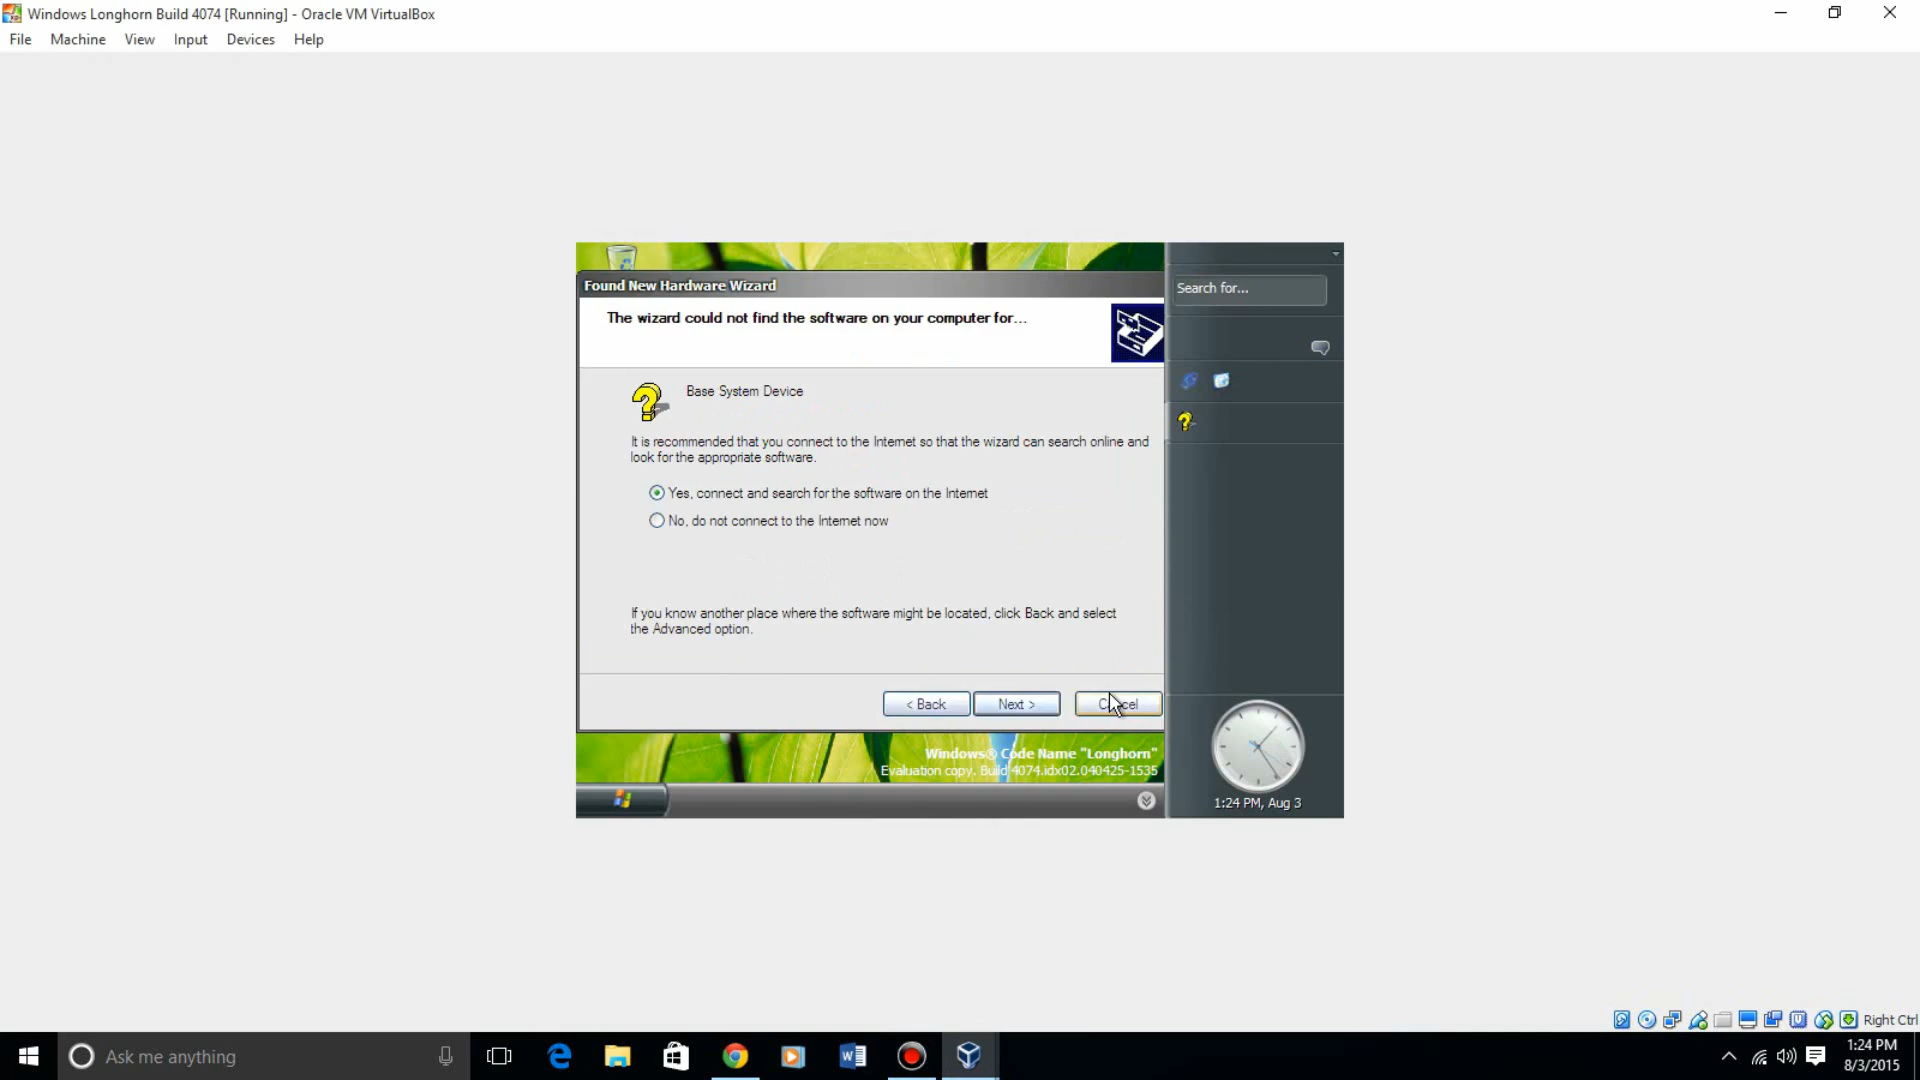 Windows Longhorn Build 4074 [Running] - Oracle VM VirtualBox
File Machine View Input Devices Help
Found New Hardware Wizard
Search for...
The wizard could not find the software on your computer for...
Base System Device
It is recommended that you connect to the Internet so that the wizard can search online and
look for the appropriate software.
Yes, connect and search for the software on the Internet
No, do not connect to the Internet now
If you know another place where the software might be located, click Back and select
the Advanced option.
< Back Next > Cancel
Windows® Code Name "Longhorn"
Evaluation copy. Build 4074.idx02.040425-1535
1:24 PM, Aug 3
Right Ctrl
Ask me anything
1:24 PM
8/3/2015